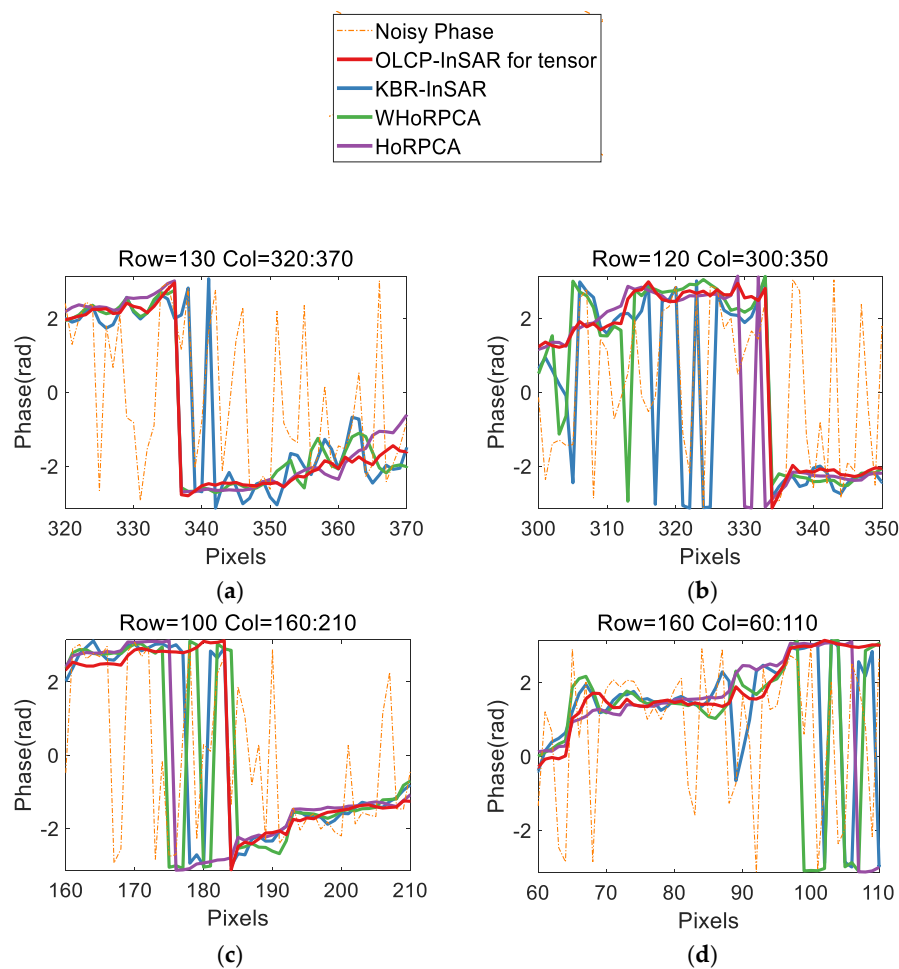 Noisy Phase
OLCP-InSAR for tensor
KBR-InSAR
WHoRPCA
HoRPCA
Row=130 Col=320:370
Phase(rad)
2
0
-2
320 330 340 350 360 370
Pixels
(a)
Row=120 Col=300:350
Phase(rad)
2
0
-2
300 310 320 330 340 350
Pixels
(b)
Row=100 Col=160:210
Phase(rad)
2
0
-2
160 170 180 190 200 210
Pixels
(c)
Row=160 Col=60:110
Phase(rad)
2
0
-2
60 70 80 90 100 110
Pixels
(d)